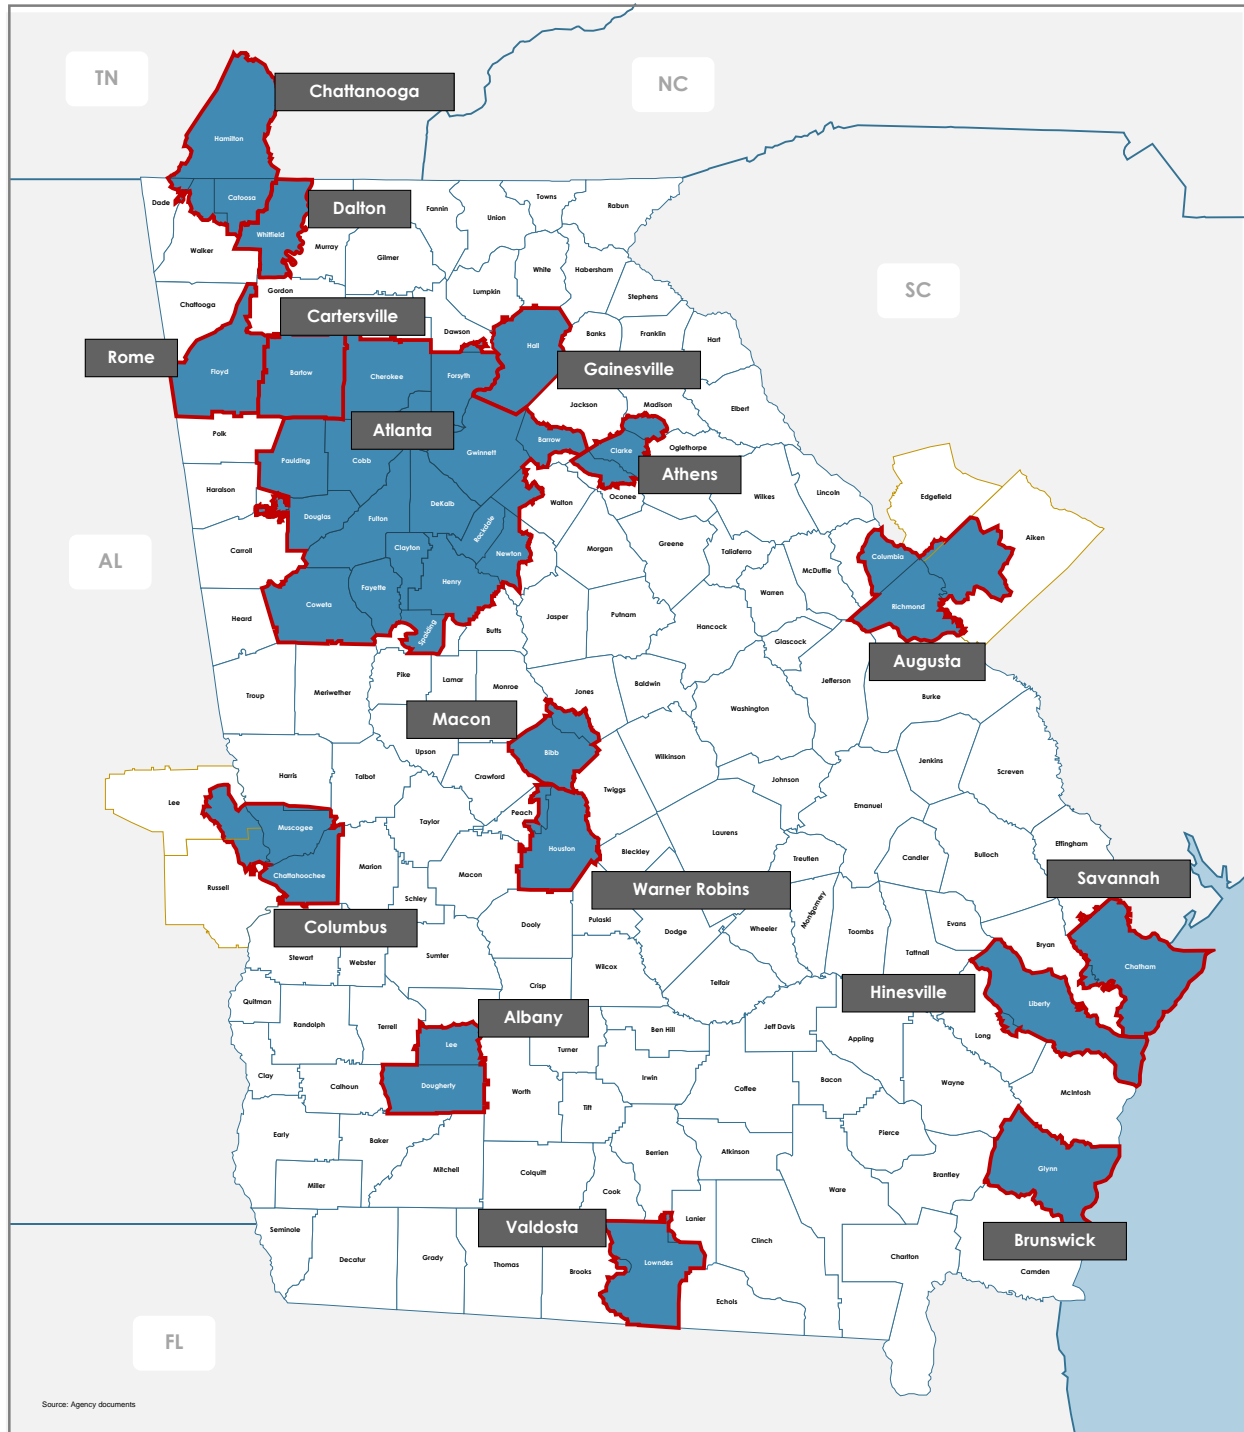 TN
NC
Chattanooga
Hamilton
SC
Dade
Catoosa
Dalton
Fannin
Union
Towns
Rabun
Whitfield
Walker
Murray
Gilmer
White
Habersham
Chattooga
Gordon
Lumpkin
Stephens
Cartersville
Dawson
Banks
Franklin
Hart
Rome
Hall
Floyd
Bartow
Cherokee
Forsyth
Gainesville
Jackson
Madison
Elbert
Polk
Atlanta
Barrow
Clarke
Oglethorpe
Paulding
Cobb
Gwinnett
Athens
Haralson
Oconee
Wilkes
Lincoln
Edgefield
Walton
DeKalb
Douglas
Fulton
Rockdale
Aiken
AL
Carroll
Clayton
Newton
Morgan
Greene
Taliaferro
Columbia
McDuffie
Henry
Fayette
Coweta
Warren
Richmond
Heard
Spalding
Butts
Jasper
Putnam
Hancock
Glascock
Augusta
Pike
Lamar
Monroe
Jones
Baldwin
Jefferson
Troup
Meriwether
Burke
Washington
Macon
Upson
Bibb
Wilkinson
Jenkins
Screven
Harris
Talbot
Crawford
Johnson
Twiggs
Emanuel
Lee
Peach
Muscogee
Taylor
Laurens
Houston
Bleckley
Treutlen
Candler
Bulloch
Effingham
Marion
Macon
Chattahoochee
Russell
Schley
Warner Robins
Savannah
Montgomery
Columbus
Dooly
Pulaski
Dodge
Wheeler
Toombs
Evans
Tattnall
Bryan
Stewart
Webster
Sumter
Wilcox
Telfair
Chatham
Crisp
Hinesville
Liberty
Quitman
Randolph
Terrell
Albany
Ben Hill
Jeff Davis
Appling
Long
Lee
Turner
Clay
Calhoun
Dougherty
Worth
Irwin
Coffee
Bacon
Wayne
McIntosh
Tift
Early
Baker
Pierce
Mitchell
Colquitt
Berrien
Atkinson
Brantley
Glynn
Miller
Cook
Ware
Seminole
Valdosta
Lanier
Brunswick
Decatur
Grady
Thomas
Brooks
Lowndes
Clinch
Charlton
Camden
Echols
FL
Source: Agency documents